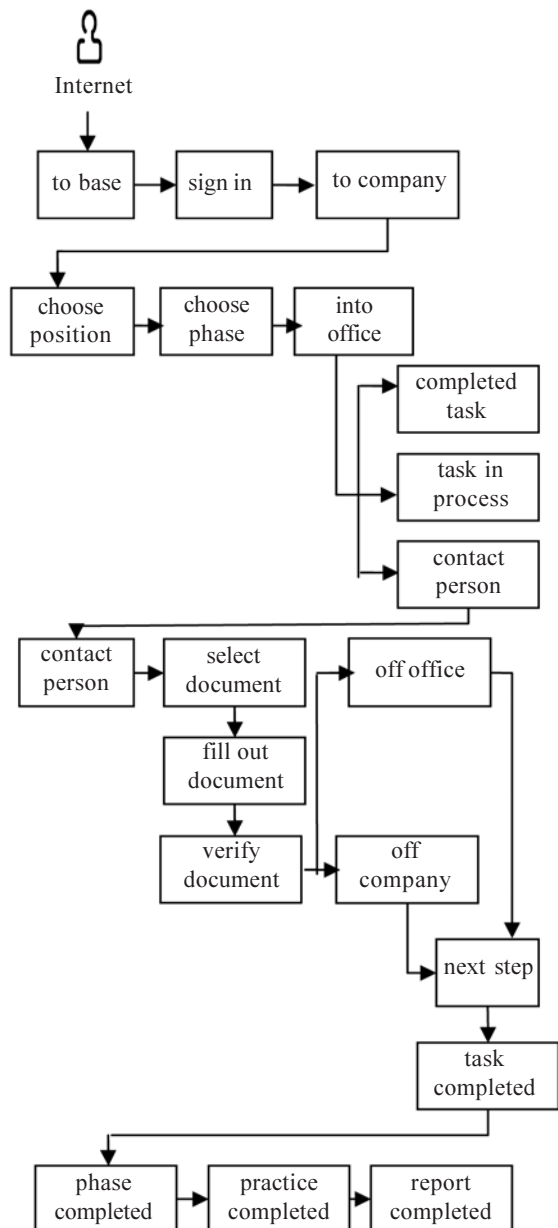 Internet
to base
sign in
to company
choose
position
choose
phase
into
office
completed
task
task in
process
contact
person
contact
person
select
document
off office
fill out
document
verify
document
off
company
next step
task
completed
phase
completed
practice
completed
report
completed